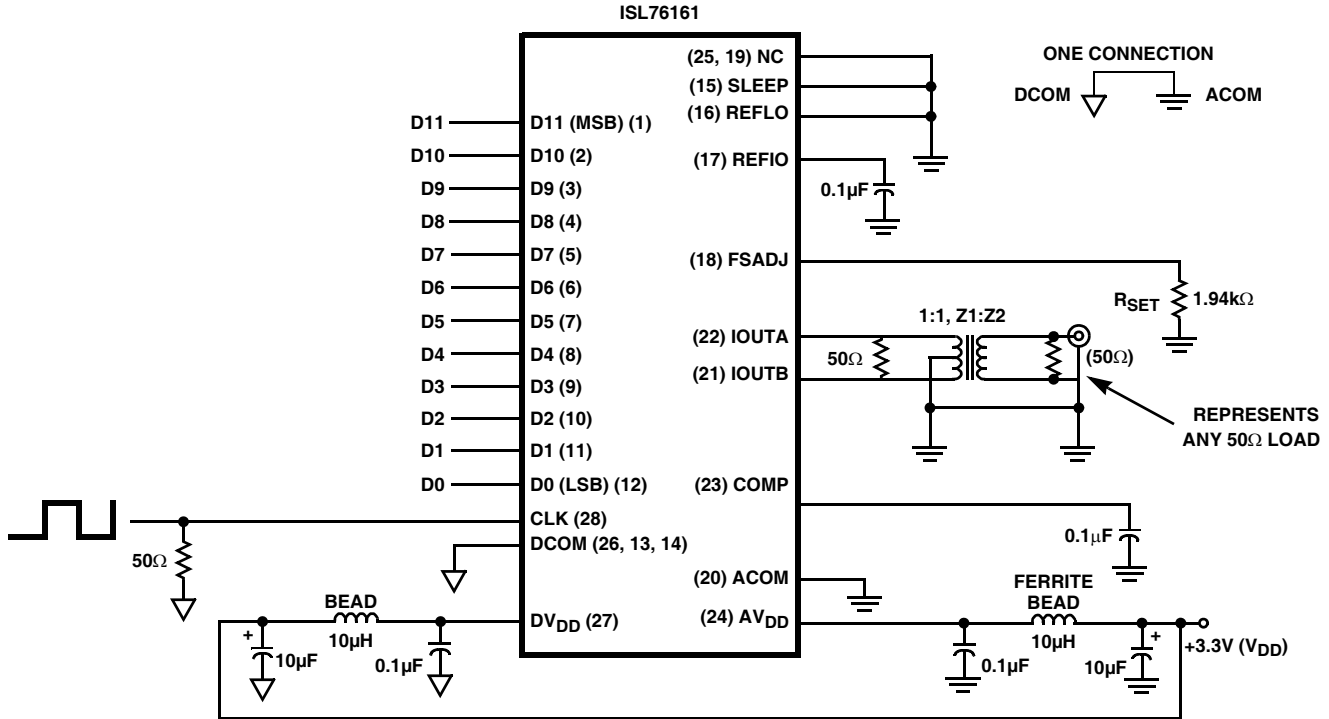 ISL76161
(25, 19) NC
(15) SLEEP
(16) REFLO
(17) REFIO
0.1µF
ONE CONNECTION
DCOM
ACOM
D11
D11 (MSB) (1)
D10
D10 (2)
D9
D9 (3)
D8
D8 (4)
D7
D7 (5)
D6
D6 (6)
D5
D5 (7)
D4
D4 (8)
D3
D3 (9)
D2
D2 (10)
D1
D1 (11)
D0
D0 (LSB) (12)
CLK (28)
50Ω
DCOM (26, 13, 14)
DVDD (27)
BEAD
10µH
+
10µF
0.1µF
(18) FSADJ
RSET
1.94kΩ
(22) IOUTA
(21) IOUTB
50Ω
1:1, Z1:Z2
(50Ω)
REPRESENTS
ANY 50Ω LOAD
(23) COMP
0.1µF
(20) ACOM
(24) AVDD
FERRITE
BEAD
10µH
0.1µF
10µF
+
+3.3V (VDD)